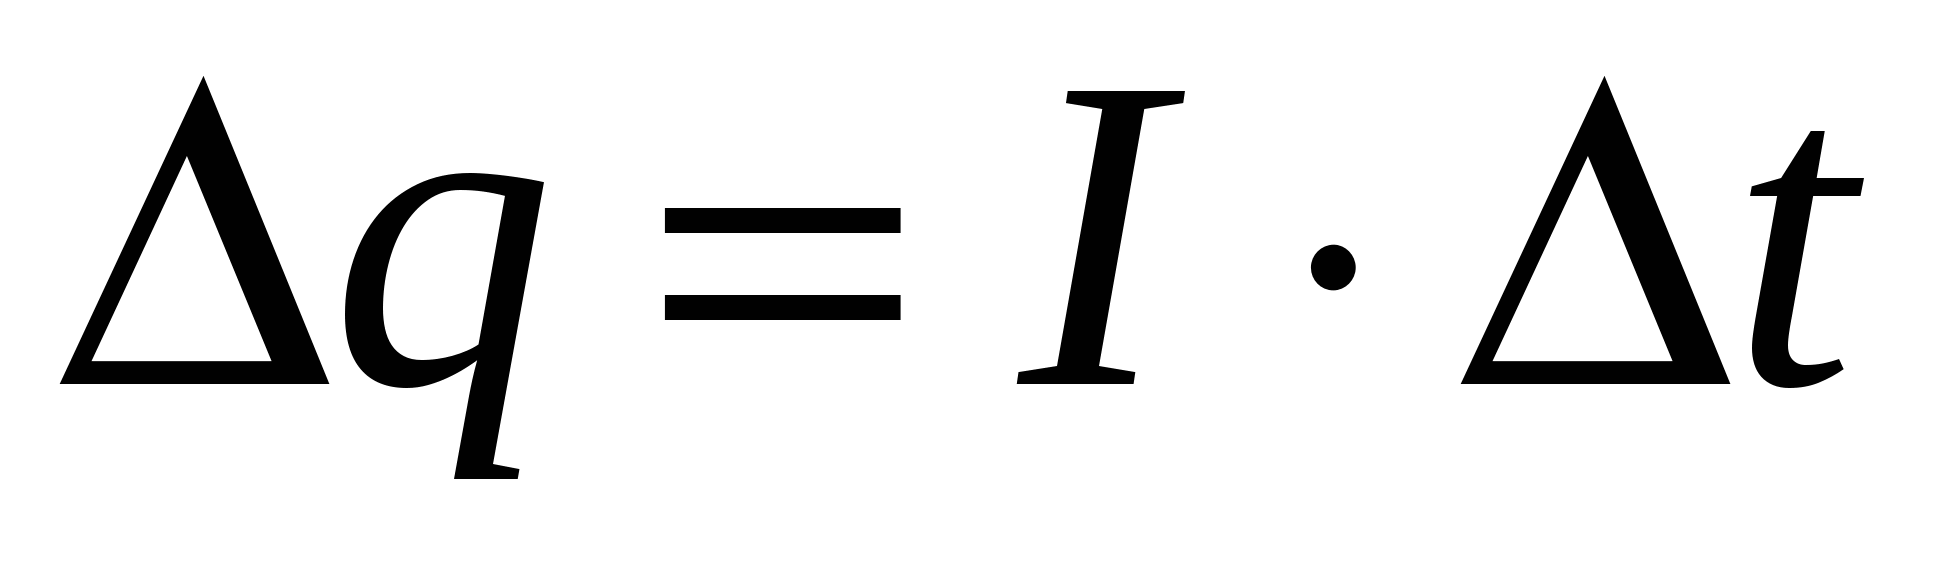 Δq = I · Δt